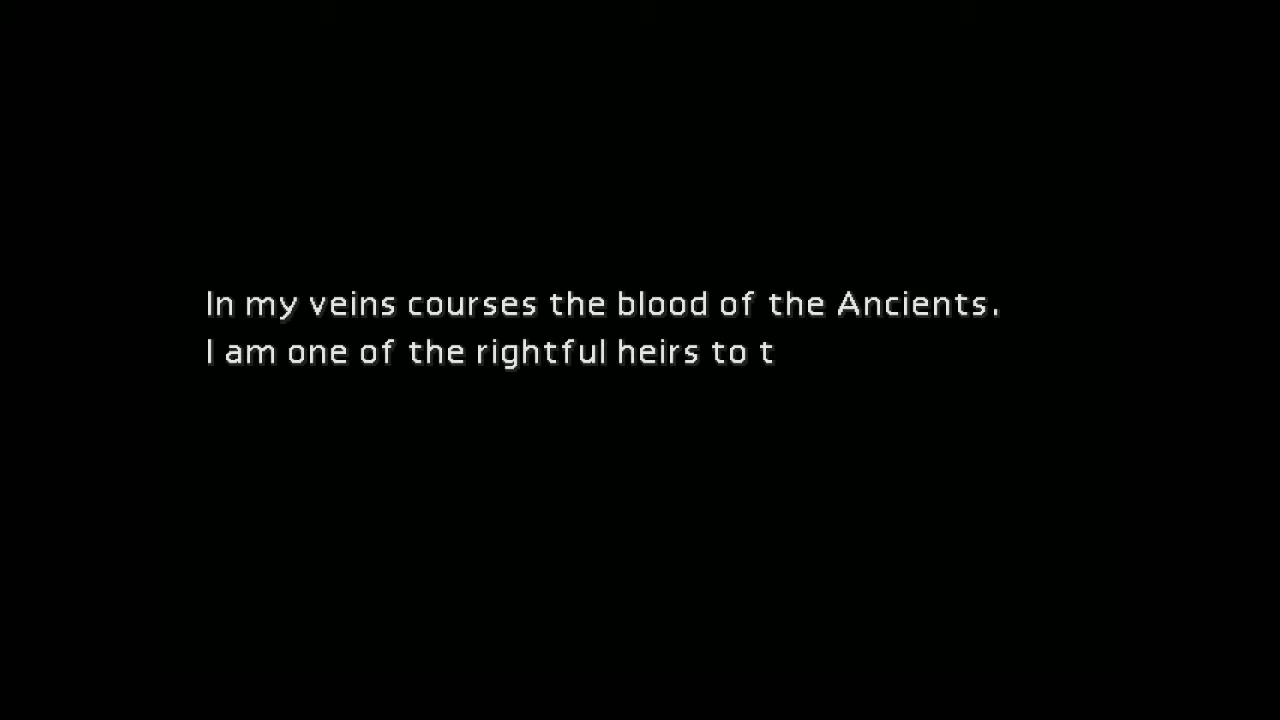 In my veins courses the blood of the Ancients.
I am one of the rightful heirs to t